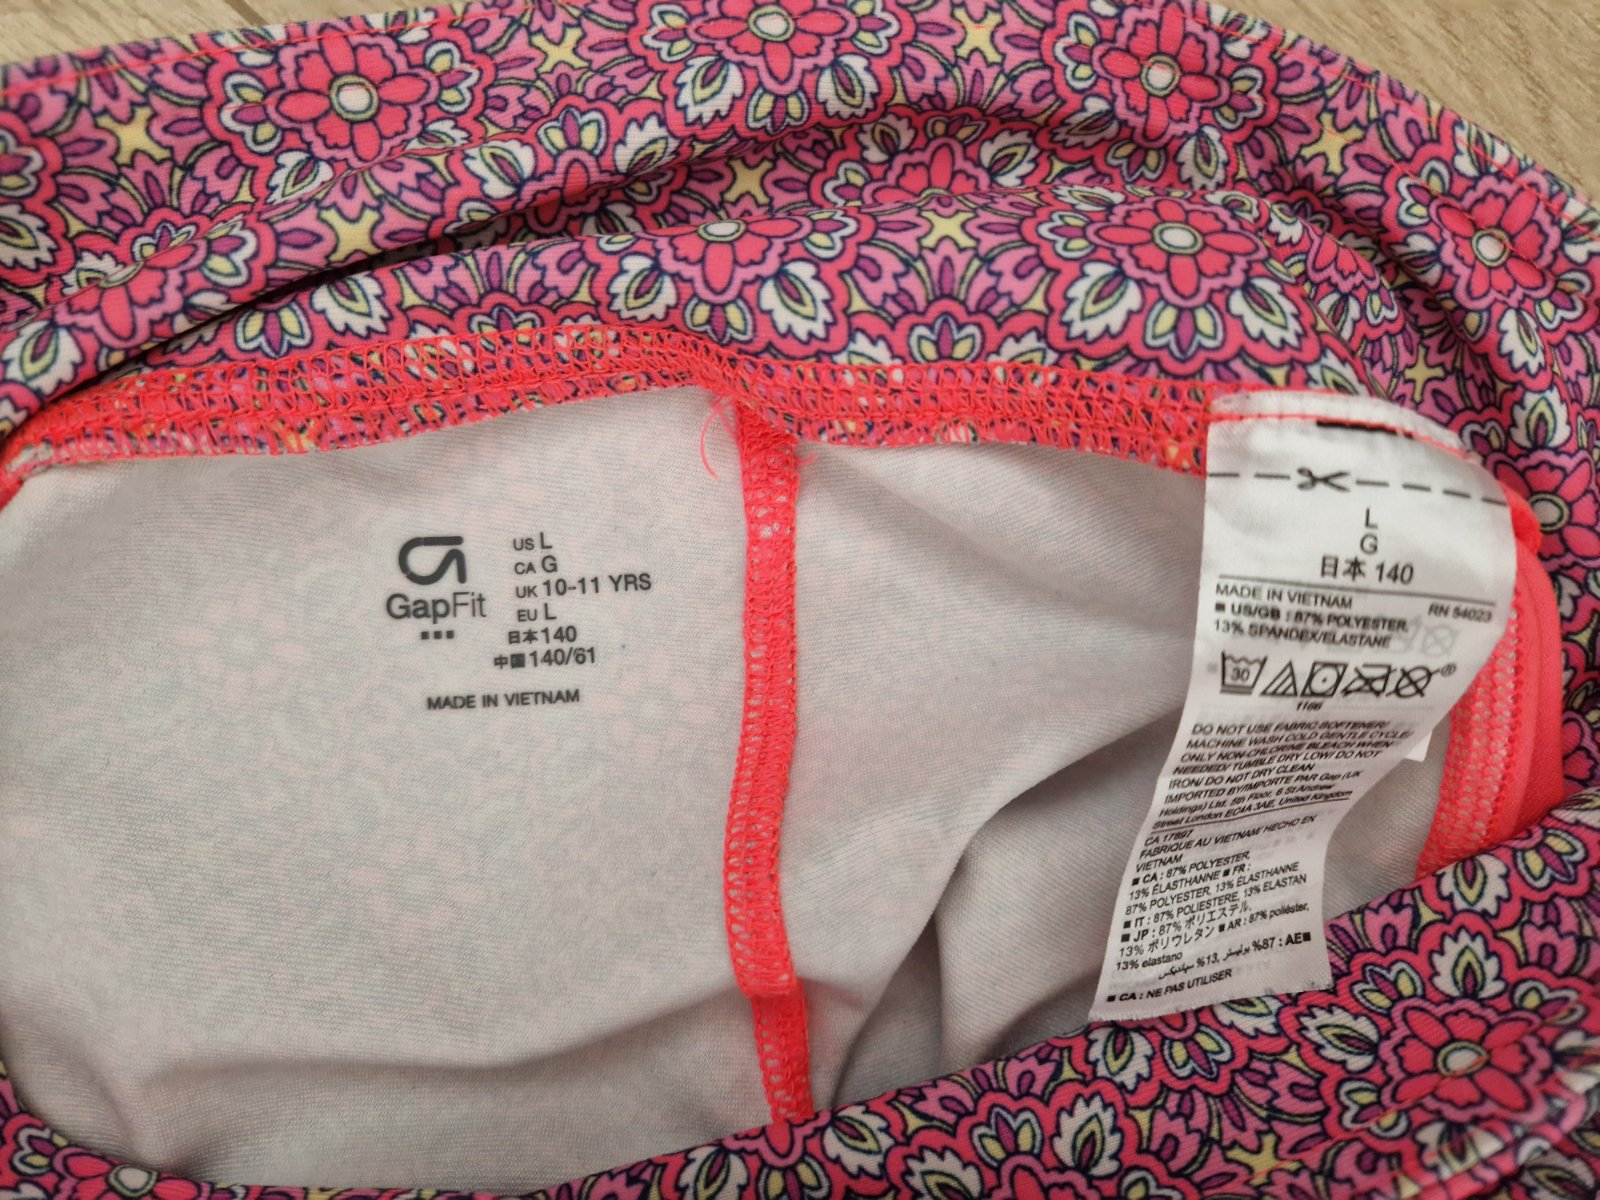 GapFit
US L
CA G
UK 10-11 YRS
EU L
日本 140
中国 140/61
MADE IN VIETNAM
L
G
日本 140
MADE IN VIETNAM RN 54023
■ US/GB : 87% POLYESTER,
13% SPANDEX/ELASTANE
30
1166
DO NOT USE FABRIC SOFTENER/
MACHINE WASH COLD GENTLE CYCLE/
ONLY NON-CHLORINE BLEACH WHEN
NEEDED/ TUMBLE DRY LOW/ DO NOT
IRON/ DO NOT DRY CLEAN
IMPORTED BY/IMPORTE PAR Gap (UK
Holdings) Ltd. 5th Floor, 6 St Andrew
Street London EC4A 3AE, United Kingdom
CA 17897
FABRIQUE AU VIETNAM/ HECHO EN
VIETNAM
■ CA : 87% POLYESTER,
13% ÉLASTHANNE ■ FR :
87% POLYESTER, 13% ÉLASTHANNE
■ IT : 87% POLIESTERE, 13% ELASTAN
■ JP : 87% ポリエステル,
13% ポリウレタン ■ AR : 87% poliéster,
13% elastano
■AE : 87% بوليستر, 13% سباندكس
■ CA : NE PAS UTILISER